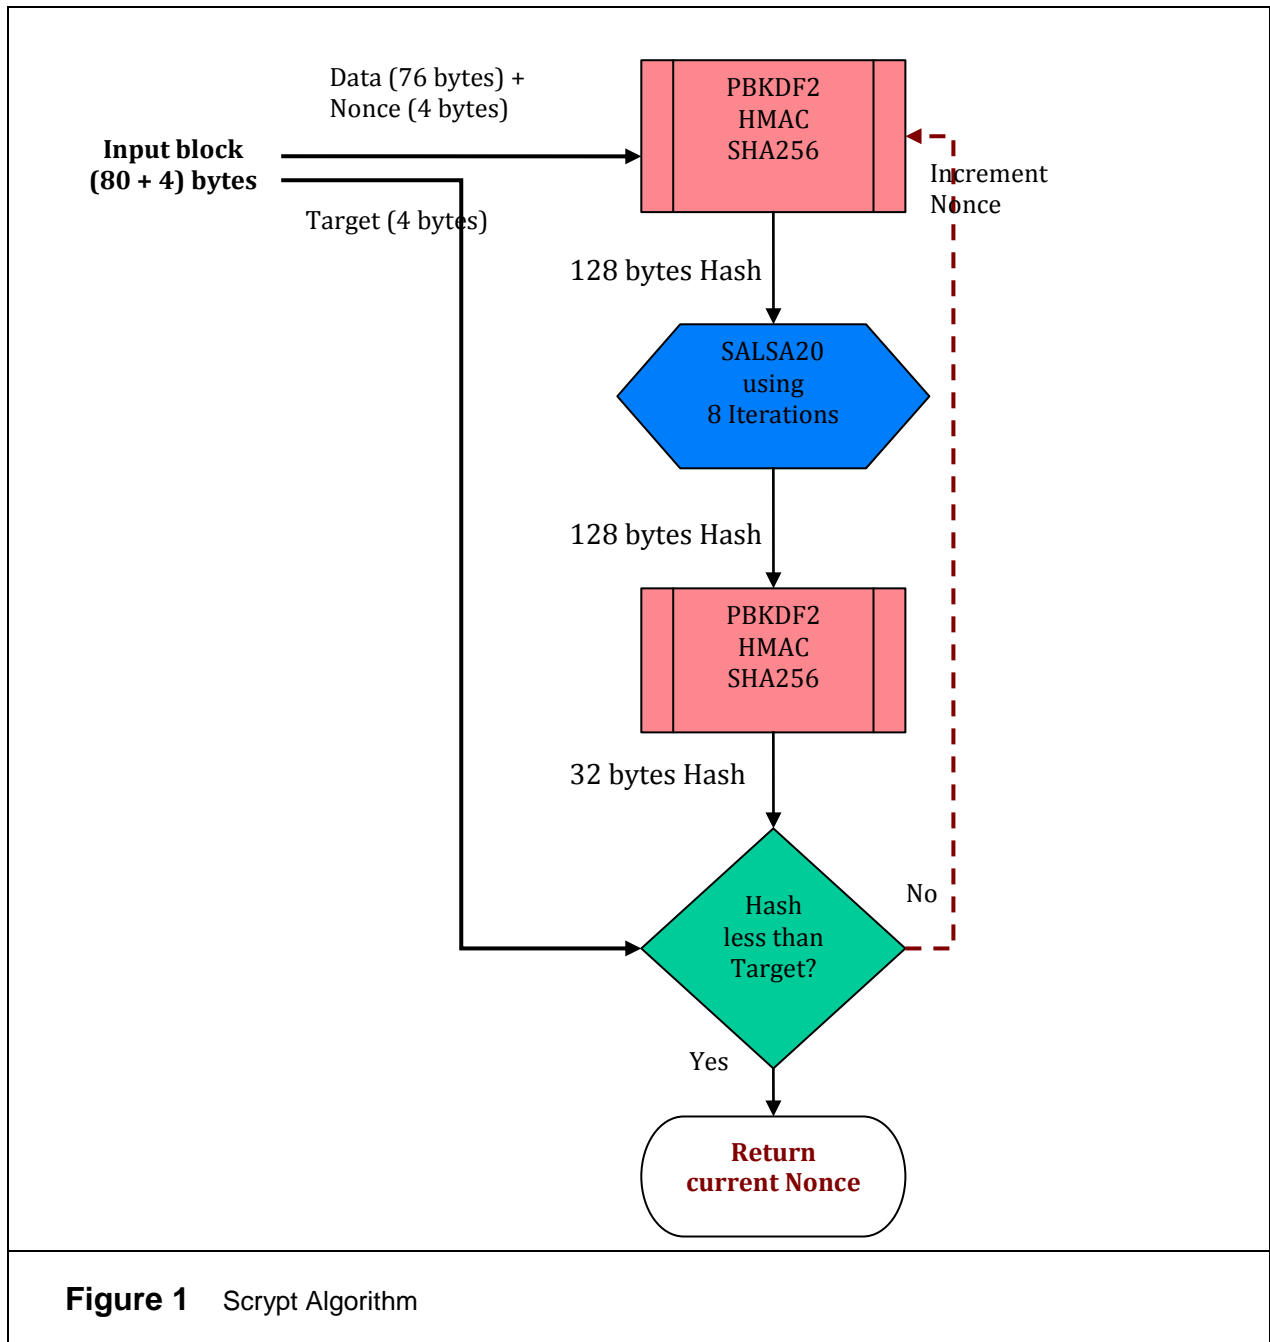 Data (76 bytes) +
Nonce (4 bytes)
Input block
(80 + 4) bytes
Target (4 bytes)
PBKDF2
HMAC
SHA256
Increment
Nonce
128 bytes Hash
SALSA20
using
8 Iterations
128 bytes Hash
PBKDF2
HMAC
SHA256
32 bytes Hash
Hash
less than
Target?
No
Yes
Return
current Nonce
Figure 1 Scrypt Algorithm